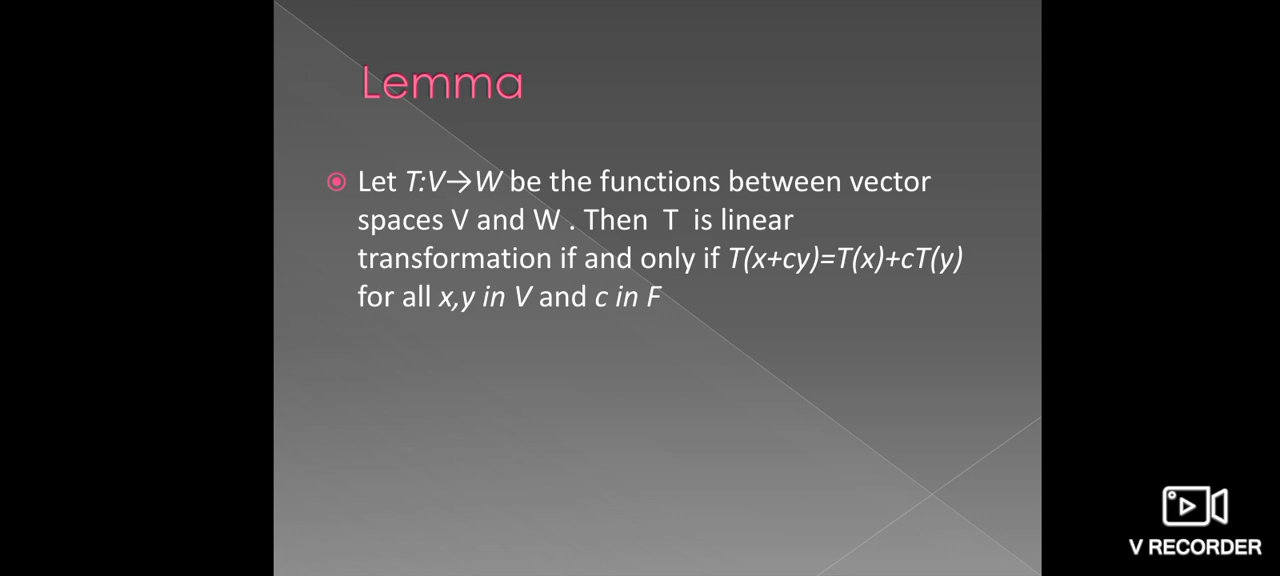 Lemma
Let T:V→W be the functions between vector
spaces V and W . Then T is linear
transformation if and only if T(x+cy)=T(x)+cT(y)
for all x,y in V and c in F
V RECORDER